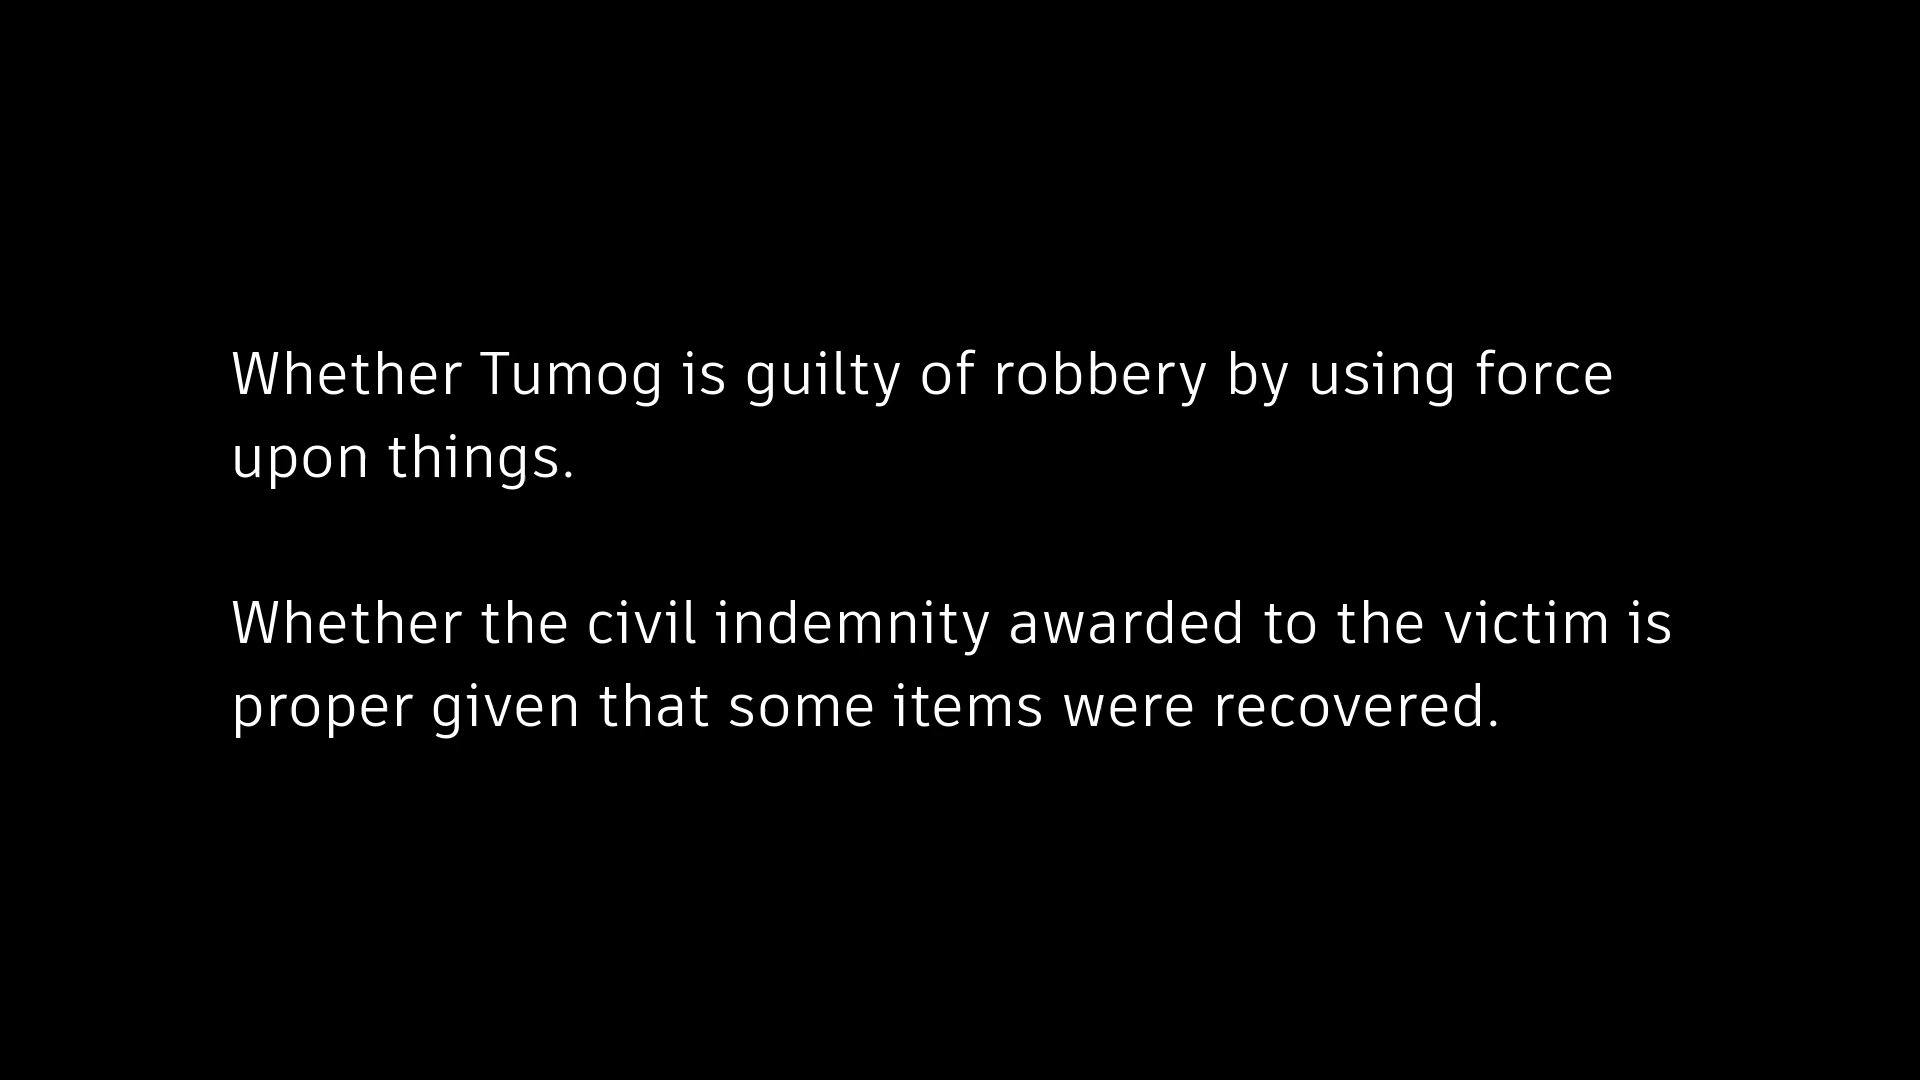 Whether Tumog is guilty of robbery by using force
upon things.
Whether the civil indemnity awarded to the victim is
proper given that some items were recovered.